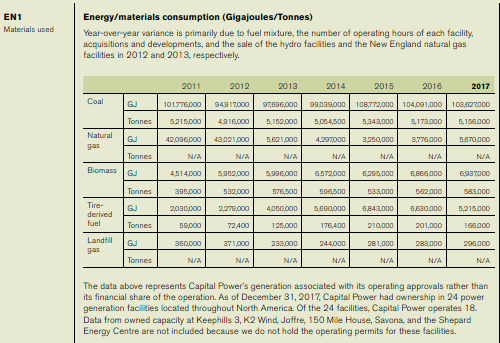 EN1
Materials used
Energy/materials consumption (Gigajoules/Tonnes)
Year-over-year variance is primarily due to fuel mixture, the number of operating hours of each facility,
acquisitions and developments, and the sale of the hydro facilities and the New England natural gas
facilities in 2012 and 2013, respectively.
2011 2012 2013 2014 2015 2016 2017
Coal GJ 101,776,000 94,917,000 97,696,000 99,039,000 108,772,000 104,091,000 103,627,000
Tonnes 5,215,000 4,916,000 5,152,000 5,054,500 5,343,000 5,173,000 5,156,000
Natural gas GJ 42,096,000 43,021,000 5,621,000 4,297,000 3,250,000 3,776,000 5,670,000
Tonnes N/A N/A N/A N/A N/A N/A N/A
Biomass GJ 4,514,000 5,952,000 5,996,000 6,572,000 6,295,000 6,866,000 6,937,000
Tonnes 395,000 532,000 576,500 596,500 533,000 562,000 583,000
Tire-derived fuel GJ 2,030,000 2,279,000 4,050,000 5,690,000 6,843,000 6,630,000 5,215,000
Tonnes 59,000 72,400 125,000 176,400 210,000 201,000 166,000
Landfill gas GJ 360,000 371,000 233,000 244,000 281,000 283,000 296,000
Tonnes N/A N/A N/A N/A N/A N/A N/A
The data above represents Capital Power's generation associated with its operating approvals rather than
its financial share of the operation. As of December 31, 2017, Capital Power had ownership in 24 power
generation facilities located throughout North America. Of the 24 facilities, Capital Power operates 18.
Data from owned capacity at Keephills 3, K2 Wind, Joffre, 150 Mile House, Savona, and the Shepard
Energy Centre are not included because we do not hold the operating permits for these facilities.